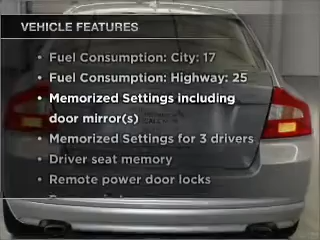 VEHICLE FEATURES
• Fuel Consumption: City: 17
• Fuel Consumption: Highway: 25
• Memorized Settings including
door mirror(s)
• Memorized Settings for 3 drivers
• Driver seat memory
• Remote power door locks